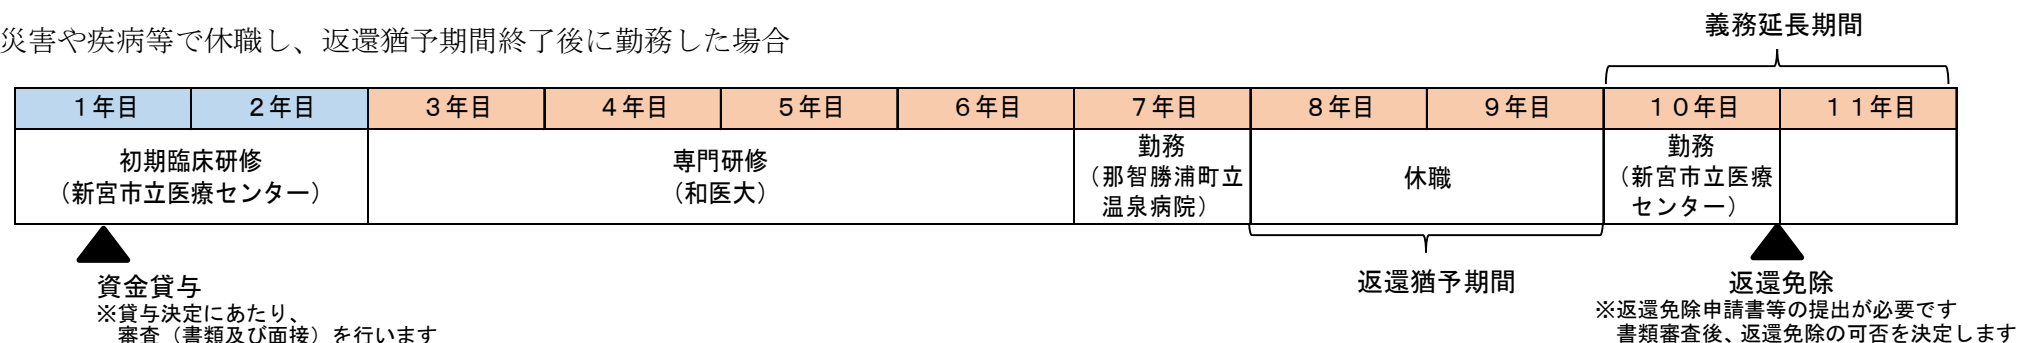 災害や疾病等で休職し、返還猶予期間終了後に勤務した場合
義務延長期間
1年目 2年目 3年目 4年目 5年目 6年目 7年目 8年目 9年目 10年目 11年目
初期臨床研修
(新宮市立医療センター)
専門研修
(和医大)
勤務
(那智勝浦町立
温泉病院)
休職
勤務
(新宮市立医療
センター)
資金貸与
※貸与決定にあたり、
審査(書類及び面接)を行います
返還猶予期間
返還免除
※返還免除申請書等の提出が必要です
書類審査後、返還免除の可否を決定します